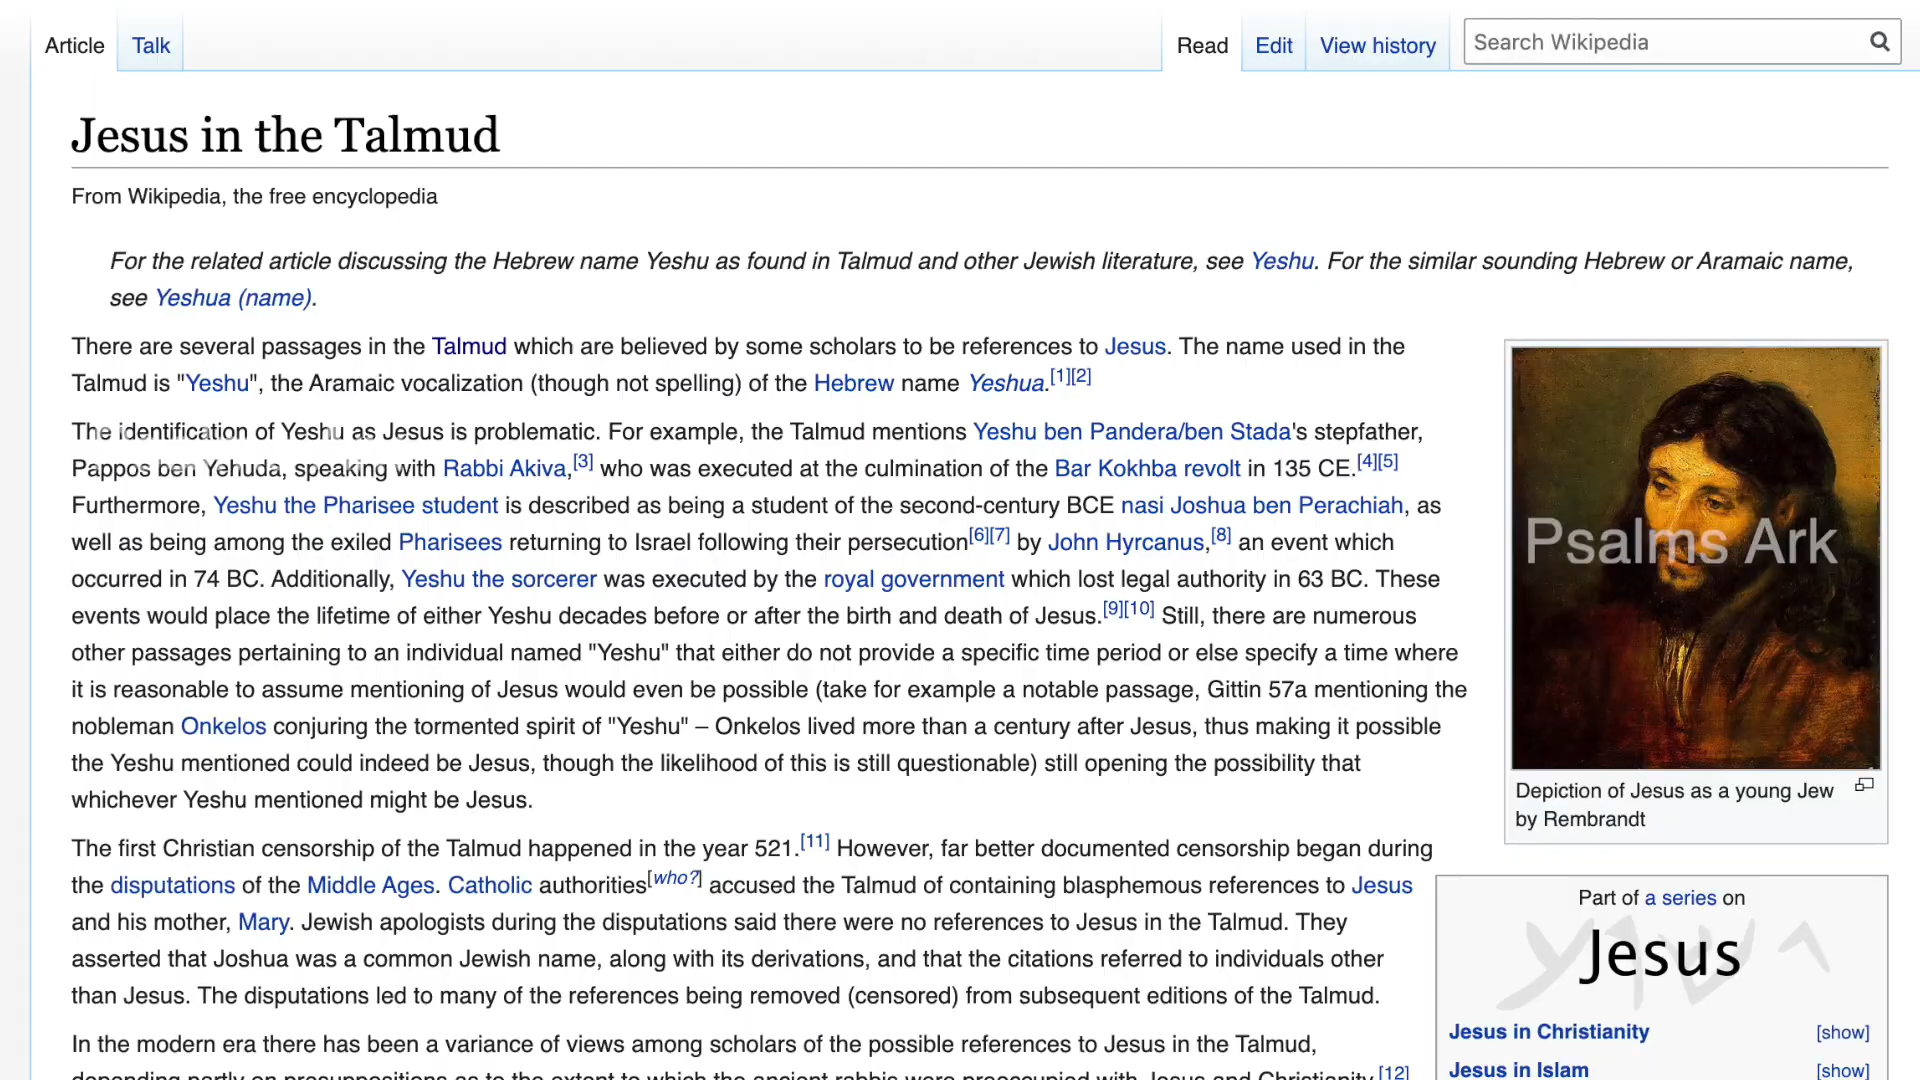 Article
Talk
Read
Edit
View history
Search Wikipedia
Jesus in the Talmud
From Wikipedia, the free encyclopedia
For the related article discussing the Hebrew name Yeshu as found in Talmud and other Jewish literature, see Yeshu. For the similar sounding Hebrew or Aramaic name,
see Yeshua (name).
There are several passages in the Talmud which are believed by some scholars to be references to Jesus. The name used in the
Talmud is "Yeshu", the Aramaic vocalization (though not spelling) of the Hebrew name Yeshua.[1][2]
The identification of Yeshu as Jesus is problematic. For example, the Talmud mentions Yeshu ben Pandera/ben Stada's stepfather,
Pappos ben Yehuda, speaking with Rabbi Akiva,[3] who was executed at the culmination of the Bar Kokhba revolt in 135 CE.[4][5]
Furthermore, Yeshu the Pharisee student is described as being a student of the second-century BCE nasi Joshua ben Perachiah, as
well as being among the exiled Pharisees returning to Israel following their persecution[6][7] by John Hyrcanus,[8] an event which
occurred in 74 BC. Additionally, Yeshu the sorcerer was executed by the royal government which lost legal authority in 63 BC. These
events would place the lifetime of either Yeshu decades before or after the birth and death of Jesus.[9][10] Still, there are numerous
other passages pertaining to an individual named "Yeshu" that either do not provide a specific time period or else specify a time where
it is reasonable to assume mentioning of Jesus would even be possible (take for example a notable passage, Gittin 57a mentioning the
nobleman Onkelos conjuring the tormented spirit of "Yeshu" – Onkelos lived more than a century after Jesus, thus making it possible
the Yeshu mentioned could indeed be Jesus, though the likelihood of this is still questionable) still opening the possibility that
whichever Yeshu mentioned might be Jesus.
The first Christian censorship of the Talmud happened in the year 521.[11] However, far better documented censorship began during
the disputations of the Middle Ages. Catholic authorities[who?] accused the Talmud of containing blasphemous references to Jesus
and his mother, Mary. Jewish apologists during the disputations said there were no references to Jesus in the Talmud. They
asserted that Joshua was a common Jewish name, along with its derivations, and that the citations referred to individuals other
than Jesus. The disputations led to many of the references being removed (censored) from subsequent editions of the Talmud.
In the modern era there has been a variance of views among scholars of the possible references to Jesus in the Talmud,
depending partly on presuppositions as to the extent to which the ancient rabbis were preoccupied with Jesus and Christianity.[12]
Psalms Ark
Depiction of Jesus as a young Jew
by Rembrandt
Part of a series on
Jesus
Jesus in Christianity [show]
Jesus in Islam [show]